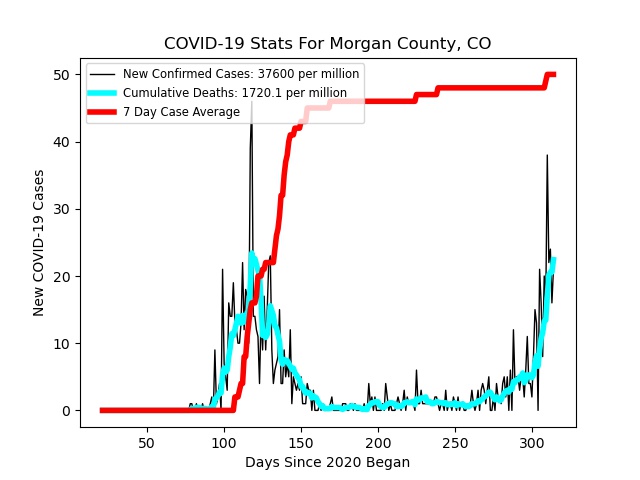 COVID-19 Stats For Morgan County, CO
New Confirmed Cases: 37600 per million
Cumulative Deaths: 1720.1 per million
7 Day Case Average
New COVID-19 Cases
50
40
30
20
10
0
50 100 150 200 250 300
Days Since 2020 Began